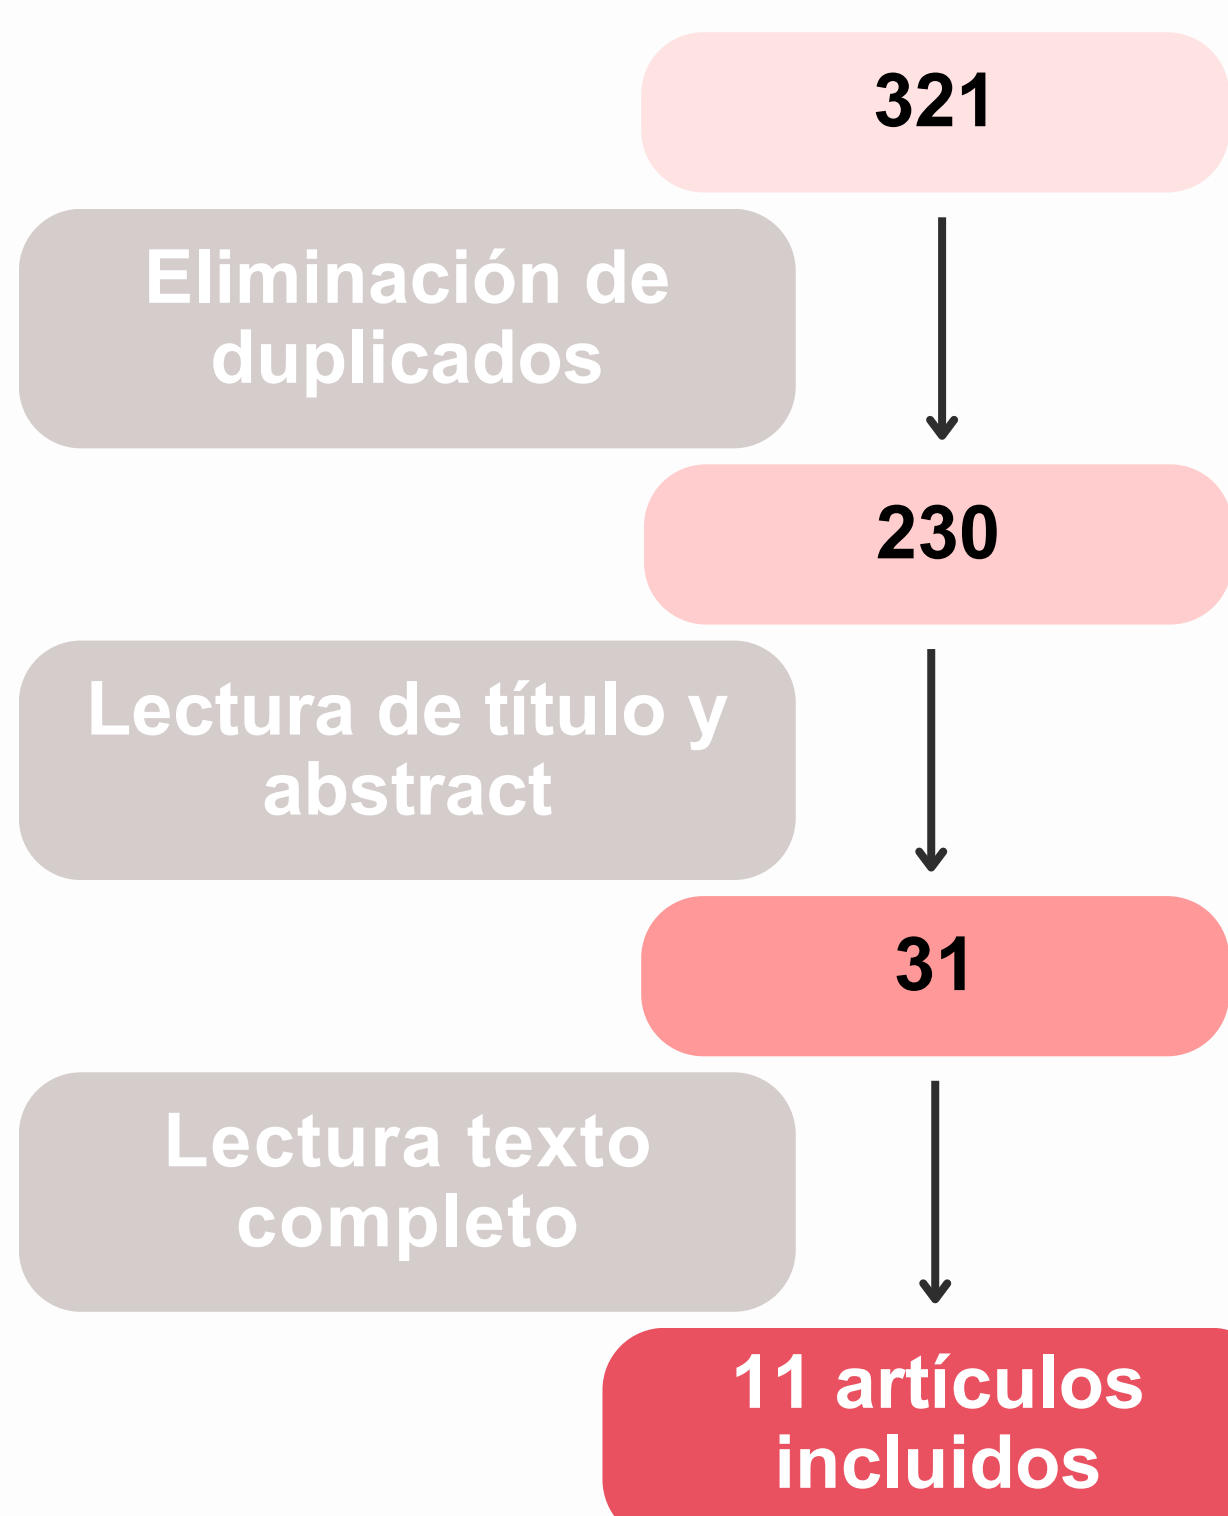 321
Eliminación de
duplicados
230
Lectura de título y
abstract
31
Lectura texto
completo
11 artículos
incluidos